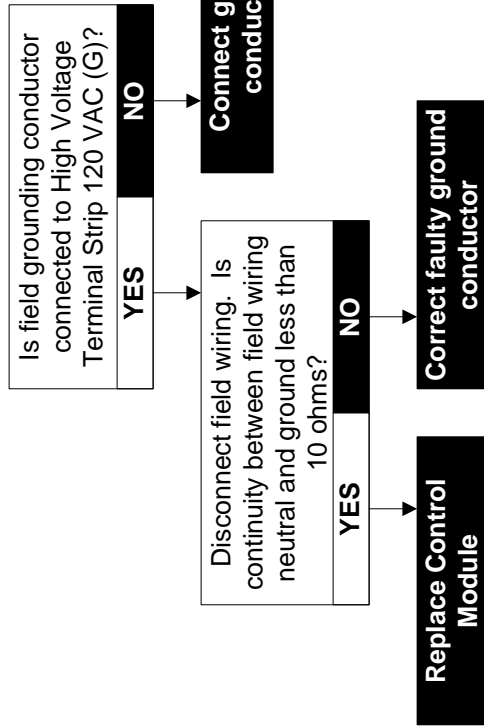 Is field grounding conductor
connected to High Voltage
Terminal Strip 120 VAC (G)?
YES
NO
Connect g
conduc
Disconnect field wiring. Is
continuity between field wiring
neutral and ground less than
10 ohms?
YES
NO
Replace Control
Module
Correct faulty ground
conductor